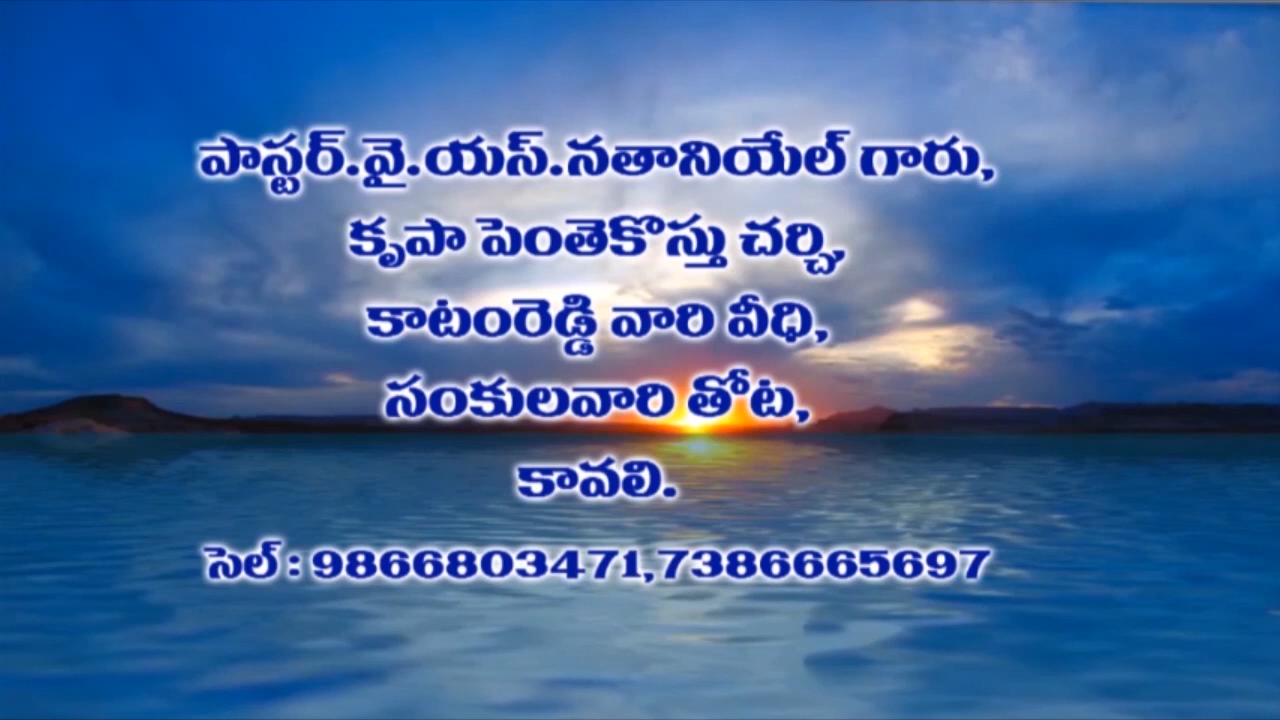 పాస్టర్.వై.యస్.నతానియేల్ గారు,
కృపా పెంతెకొస్తు చర్చి,
కాటంరెడ్డి వారి వీధి,
సంకులవారి తోట,
కావలి.
సెల్ : 9866803471,7386665697